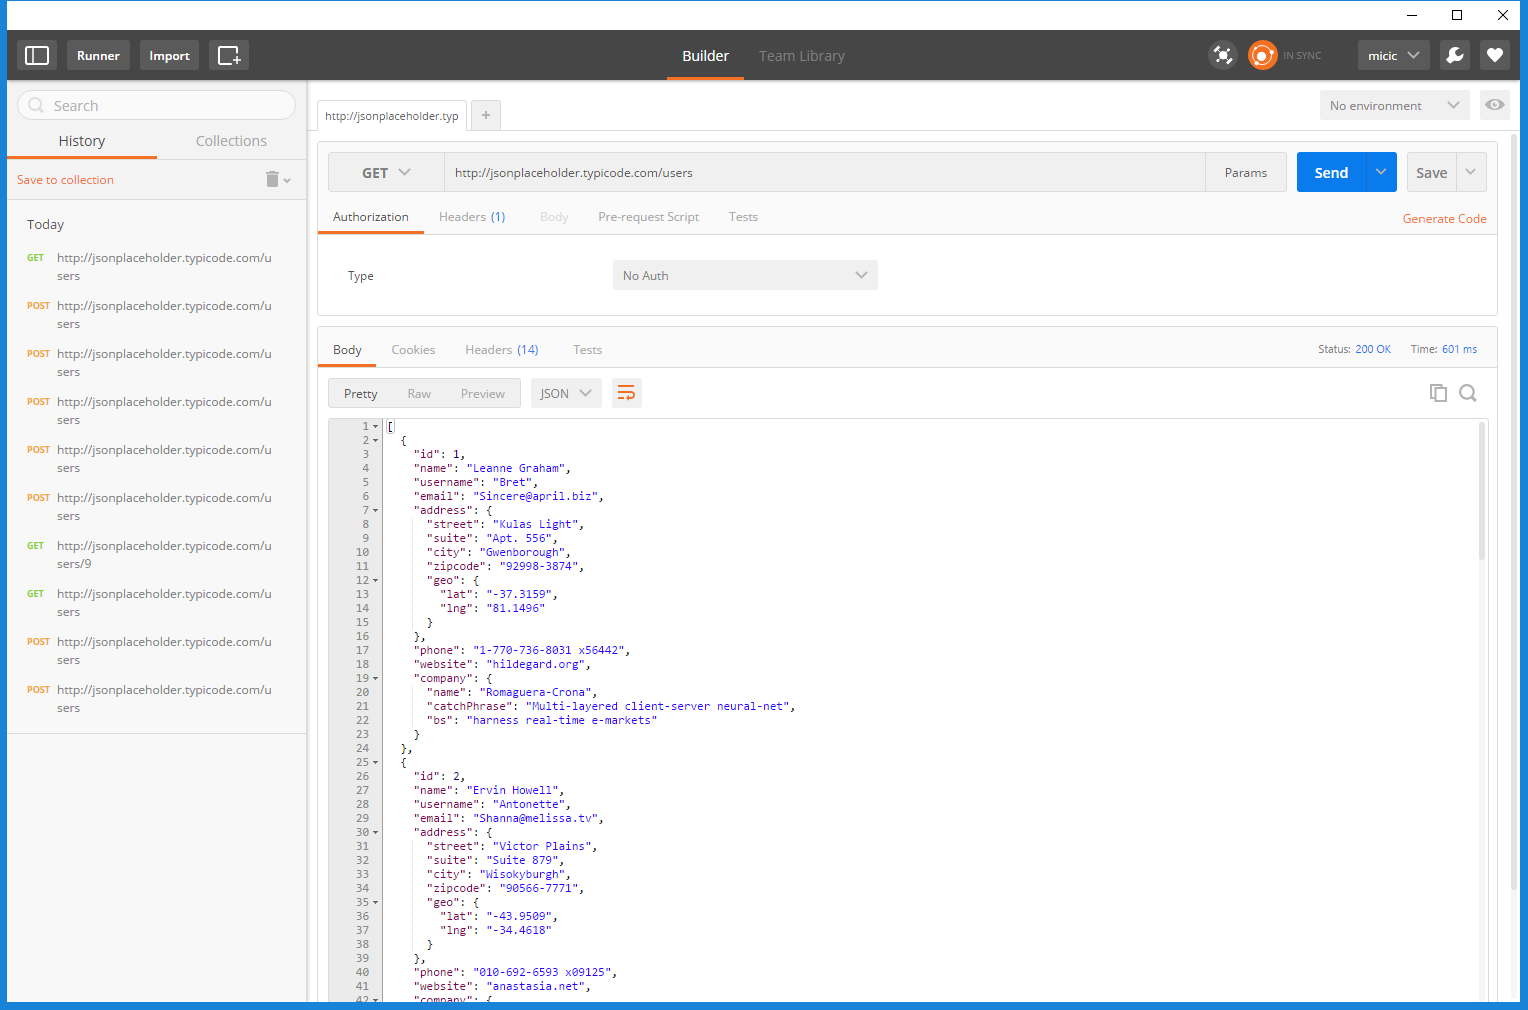 Runner
Import
Builder
Team Library
IN SYNC
micic
Search
History
Collections
Save to collection
Today
GET http://jsonplaceholder.typicode.com/u
sers
POST http://jsonplaceholder.typicode.com/u
sers
POST http://jsonplaceholder.typicode.com/u
sers
POST http://jsonplaceholder.typicode.com/u
sers
POST http://jsonplaceholder.typicode.com/u
sers
POST http://jsonplaceholder.typicode.com/u
sers
GET http://jsonplaceholder.typicode.com/u
sers/9
GET http://jsonplaceholder.typicode.com/u
sers
POST http://jsonplaceholder.typicode.com/u
sers
POST http://jsonplaceholder.typicode.com/u
sers
http://jsonplaceholder.typ
+
No environment
GET
http://jsonplaceholder.typicode.com/users
Params
Send
Save
Authorization
Headers (1)
Body
Pre-request Script
Tests
Generate Code
Type
No Auth
Body
Cookies
Headers (14)
Tests
Status: 200 OK
Time: 601 ms
Pretty
Raw
Preview
JSON
1 [
2 {
3 "id": 1,
4 "name": "Leanne Graham",
5 "username": "Bret",
6 "email": "Sincere@april.biz",
7 "address": {
8 "street": "Kulas Light",
9 "suite": "Apt. 556",
10 "city": "Gwenborough",
11 "zipcode": "92998-3874",
12 "geo": {
13 "lat": "-37.3159",
14 "lng": "81.1496"
15 }
16 },
17 "phone": "1-770-736-8031 x56442",
18 "website": "hildegard.org",
19 "company": {
20 "name": "Romaguera-Crona",
21 "catchPhrase": "Multi-layered client-server neural-net",
22 "bs": "harness real-time e-markets"
23 }
24 },
25 {
26 "id": 2,
27 "name": "Ervin Howell",
28 "username": "Antonette",
29 "email": "Shanna@melissa.tv",
30 "address": {
31 "street": "Victor Plains",
32 "suite": "Suite 879",
33 "city": "Wisokyburgh",
34 "zipcode": "90566-7771",
35 "geo": {
36 "lat": "-43.9509",
37 "lng": "-34.4618"
38 }
39 },
40 "phone": "010-692-6593 x09125",
41 "website": "anastasia.net",
42 "company": {